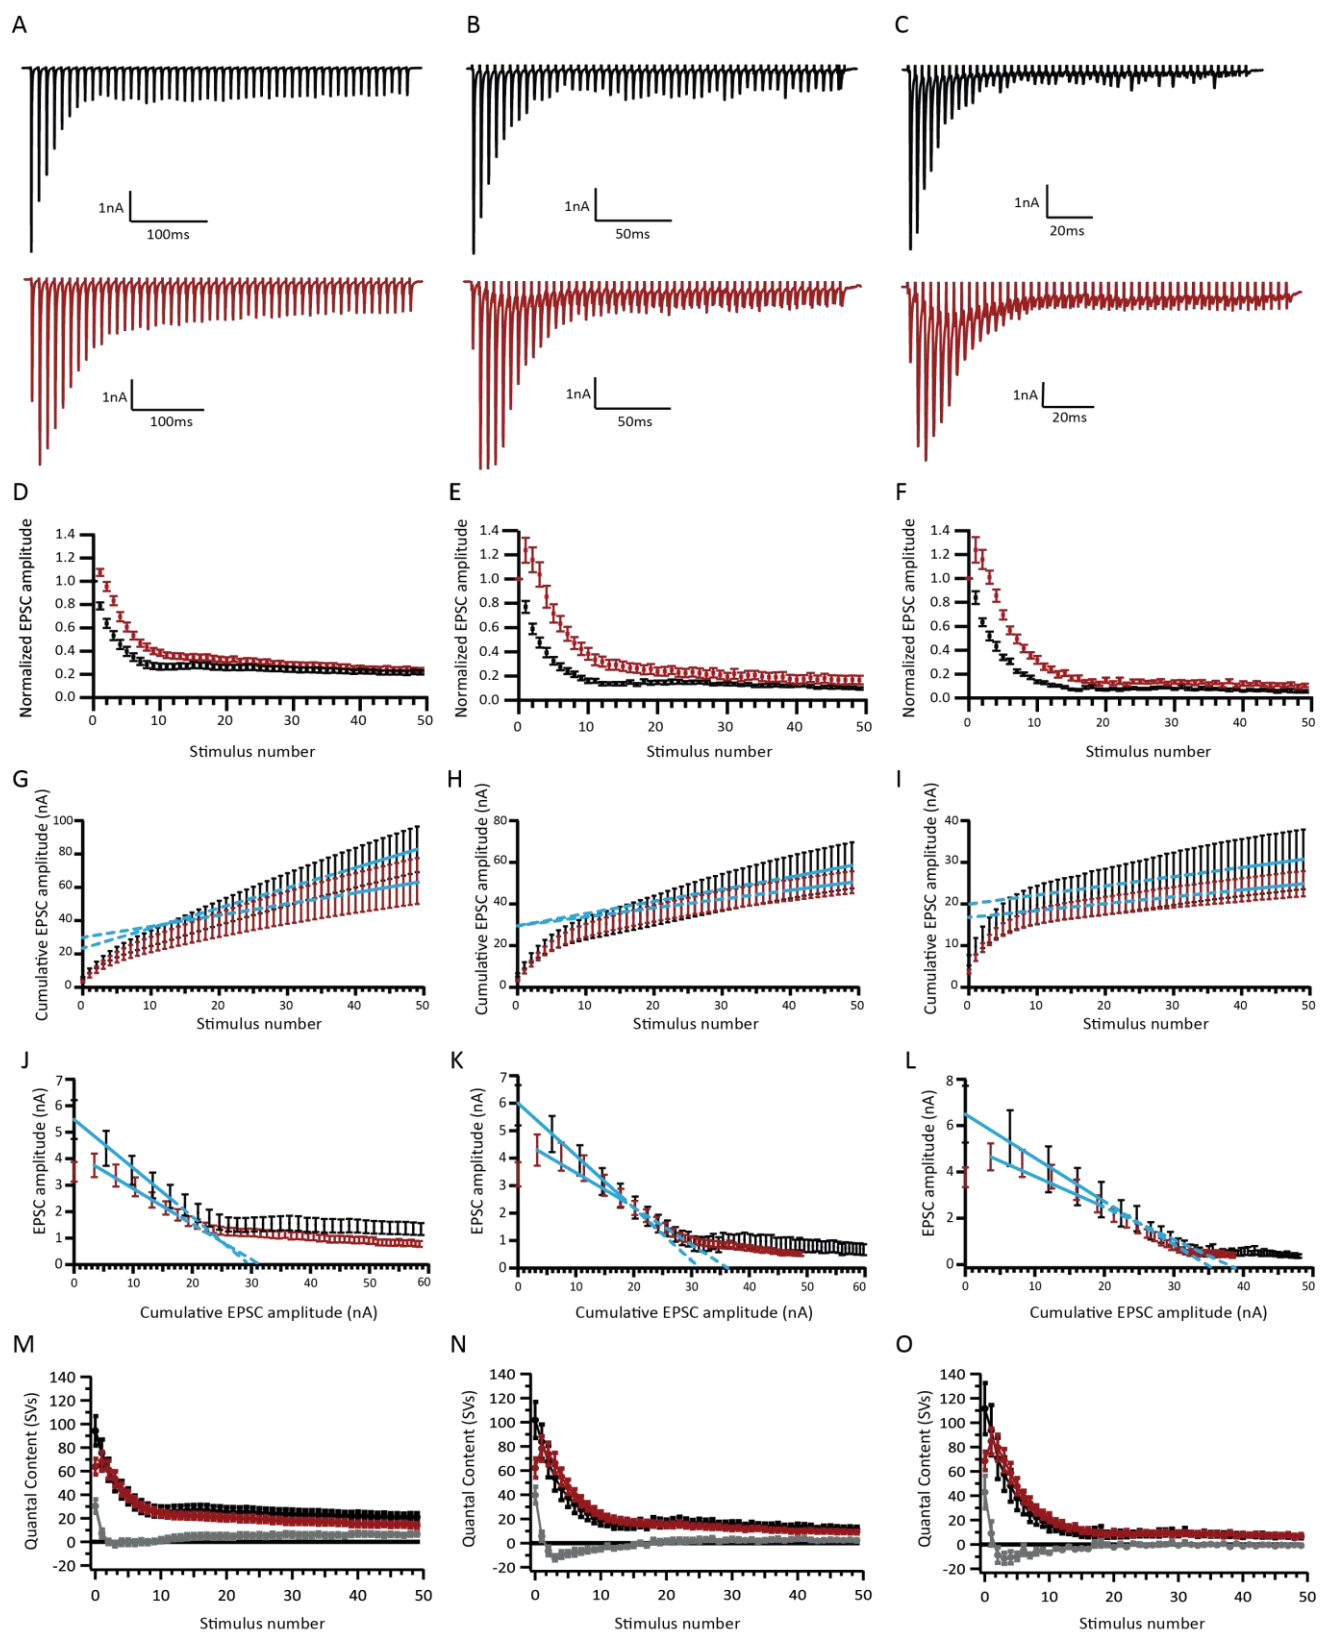 A
B
C
1nA
100ms
1nA
50ms
1nA
20ms
1nA
100ms
1nA
50ms
1nA
20ms
D
E
F
Normalized EPSC amplitude
1.4
1.2
1.0
0.8
0.6
0.4
0.2
0.0
0 10 20 30 40 50
Stimulus number
Normalized EPSC amplitude
1.4
1.2
1.0
0.8
0.6
0.4
0.2
0.0
0 10 20 30 40 50
Stimulus number
Normalized EPSC amplitude
1.4
1.2
1.0
0.8
0.6
0.4
0.2
0.0
0 10 20 30 40 50
Stimulus number
G
H
I
Cumulative EPSC amplitude (nA)
100
80
60
40
20
0
0 10 20 30 40 50
Stimulus number
Cumulative EPSC amplitude (nA)
80
60
40
20
0
0 10 20 30 40 50
Stimulus number
Cumulative EPSC amplitude (nA)
40
30
20
10
0
0 10 20 30 40 50
Stimulus number
J
K
L
EPSC amplitude (nA)
7
6
5
4
3
2
1
0
0 10 20 30 40 50 60
Cumulative EPSC amplitude (nA)
EPSC amplitude (nA)
7
6
5
4
3
2
1
0
0 10 20 30 40 50 60
Cumulative EPSC amplitude (nA)
EPSC amplitude (nA)
8
6
4
2
0
0 10 20 30 40 50
Cumulative EPSC amplitude (nA)
M
N
O
Quantal Content (SVs)
140
120
100
80
60
40
20
0
-20
0 10 20 30 40 50
Stimulus number
Quantal Content (SVs)
140
120
100
80
60
40
20
0
-20
0 10 20 30 40 50
Stimulus number
Quantal Content (SVs)
140
120
100
80
60
40
20
0
-20
0 10 20 30 40 50
Stimulus number